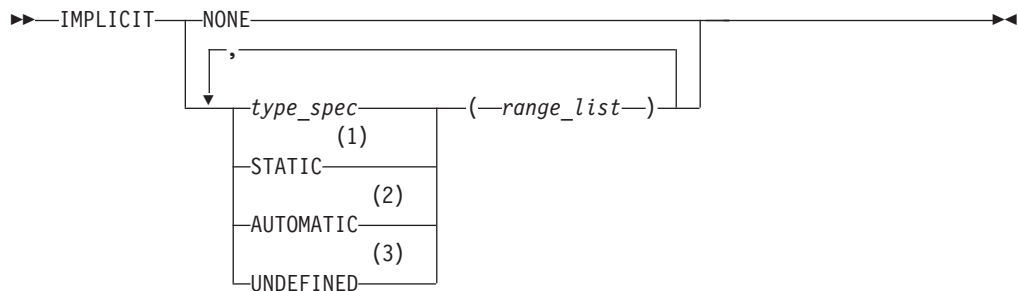 IMPLICIT NONE
,
type_spec ( range_list )
(1)
STATIC
(2)
AUTOMATIC
(3)
UNDEFINED